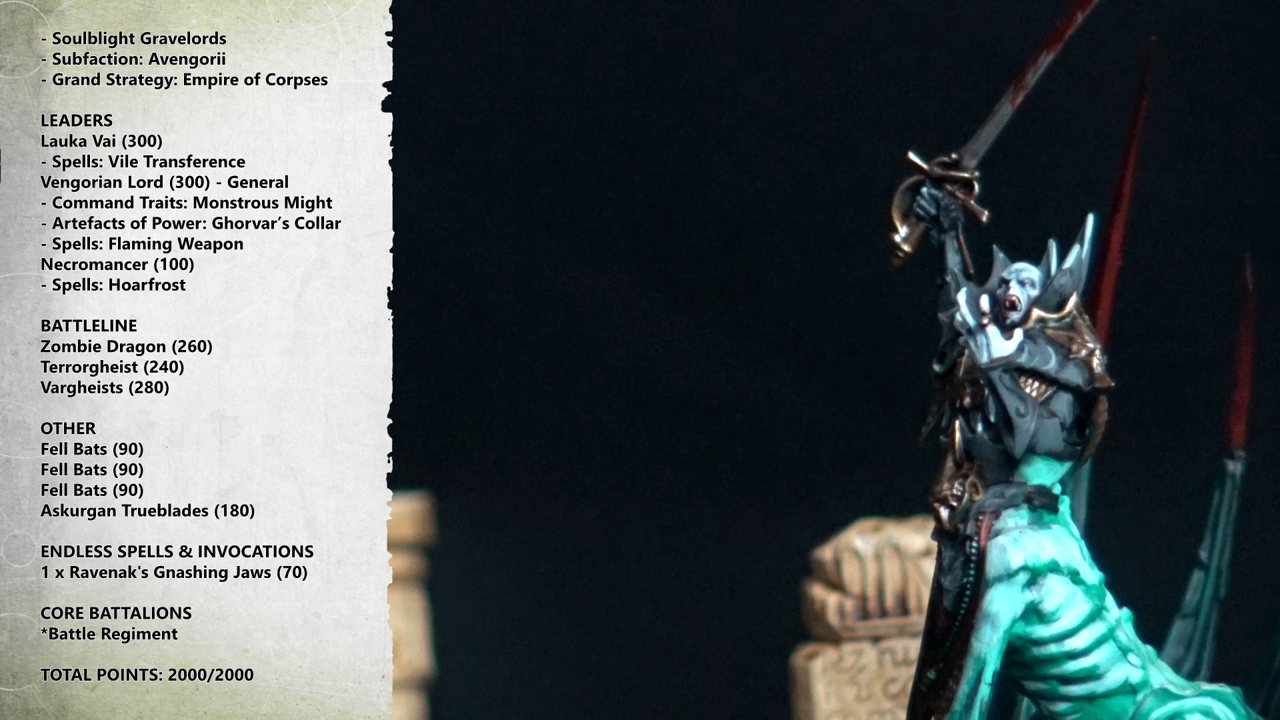 - Soulblight Gravelords
- Subfaction: Avengorii
- Grand Strategy: Empire of Corpses
LEADERS
Lauka Vai (300)
- Spells: Vile Transference
Vengorian Lord (300) - General
- Command Traits: Monstrous Might
- Artefacts of Power: Ghorvar's Collar
- Spells: Flaming Weapon
Necromancer (100)
- Spells: Hoarfrost
BATTLELINE
Zombie Dragon (260)
Terrorgheist (240)
Vargheists (280)
OTHER
Fell Bats (90)
Fell Bats (90)
Fell Bats (90)
Askurgan Trueblades (180)
ENDLESS SPELLS & INVOCATIONS
1 x Ravenak's Gnashing Jaws (70)
CORE BATTALIONS
*Battle Regiment
TOTAL POINTS: 2000/2000